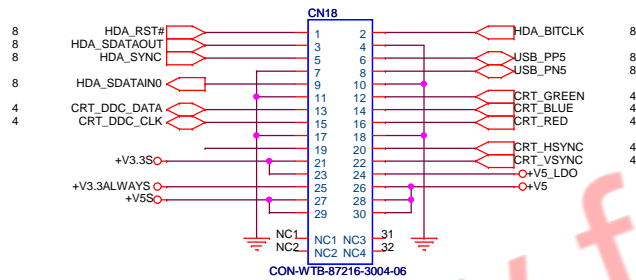 CN18
8 HDA_RST# 1 2 HDA_BITCLK 8
8 HDA_SDATAOUT 3 4
8 HDA_SYNC 5 6 USB_PP5 8
7 8 USB_PN5 8
8 HDA_SDATAIN0 9 10
11 12 CRT_GREEN 4
4 CRT_DDC_DATA 13 14 CRT_BLUE 4
4 CRT_DDC_CLK 15 16 CRT_RED 4
17 18
19 20 CRT_HSYNC 4
+V3.3S 21 22 CRT_VSYNC 4
23 24 +V5_LDO
+V3.3ALWAYS 25 26 +V5
+V5S 27 28
29 30
NC1 NC1 NC3 31
NC2 NC2 NC4 32
CON-WTB-87216-3004-06